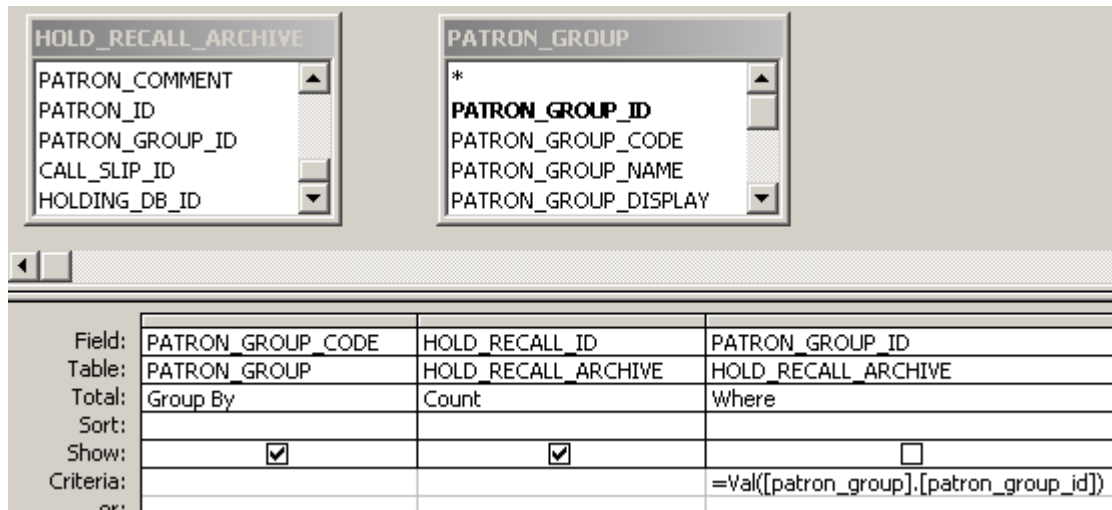 HOLD_RECALL_ARCHIVE
PATRON_COMMENT
PATRON_ID
PATRON_GROUP_ID
CALL_SLIP_ID
HOLDING_DB_ID
PATRON_GROUP
*
PATRON_GROUP_ID
PATRON_GROUP_CODE
PATRON_GROUP_NAME
PATRON_GROUP_DISPLAY
Field: PATRON_GROUP_CODE HOLD_RECALL_ID PATRON_GROUP_ID
Table: PATRON_GROUP HOLD_RECALL_ARCHIVE HOLD_RECALL_ARCHIVE
Total: Group By Count Where
Sort:
Show:
Criteria: =Val([patron_group].[patron_group_id])
or: